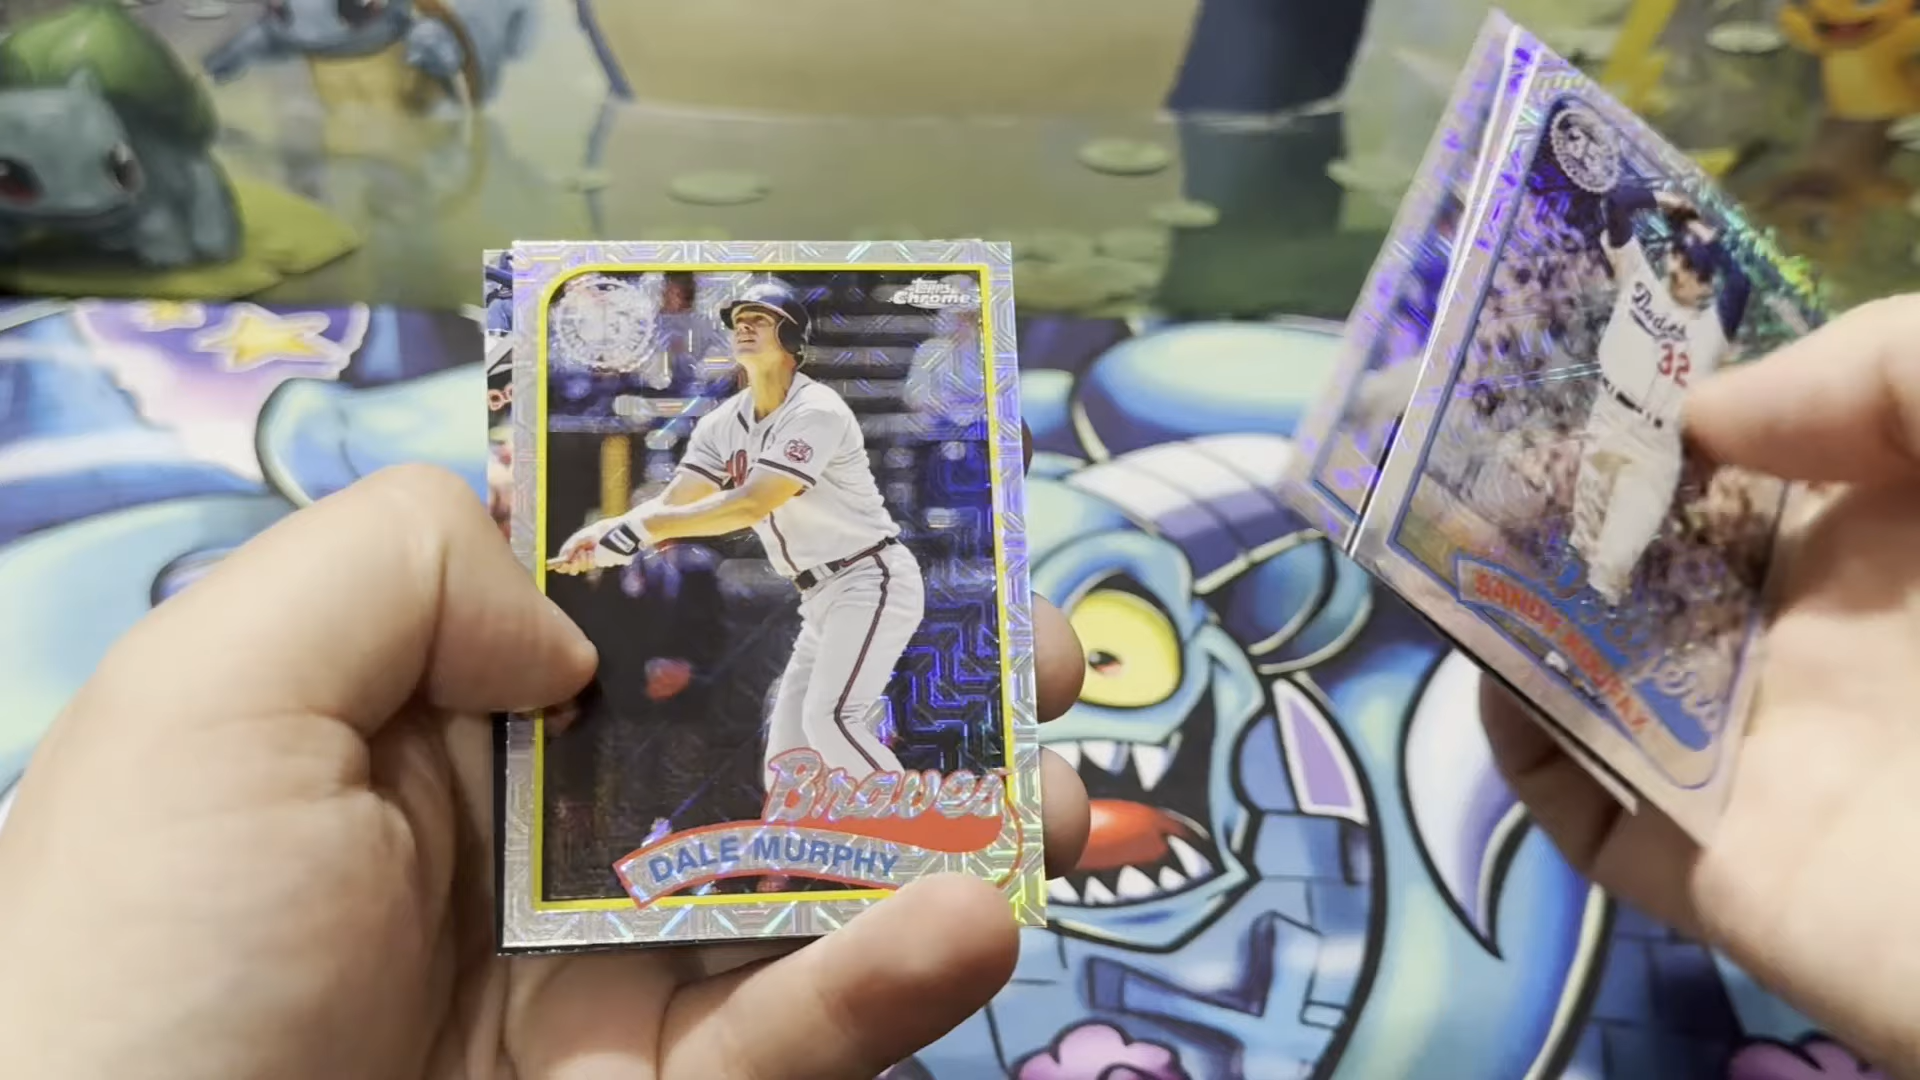 Topps
Chrome
Braves
DALE MURPHY
Dodgers
32
SANDY KOUFAX